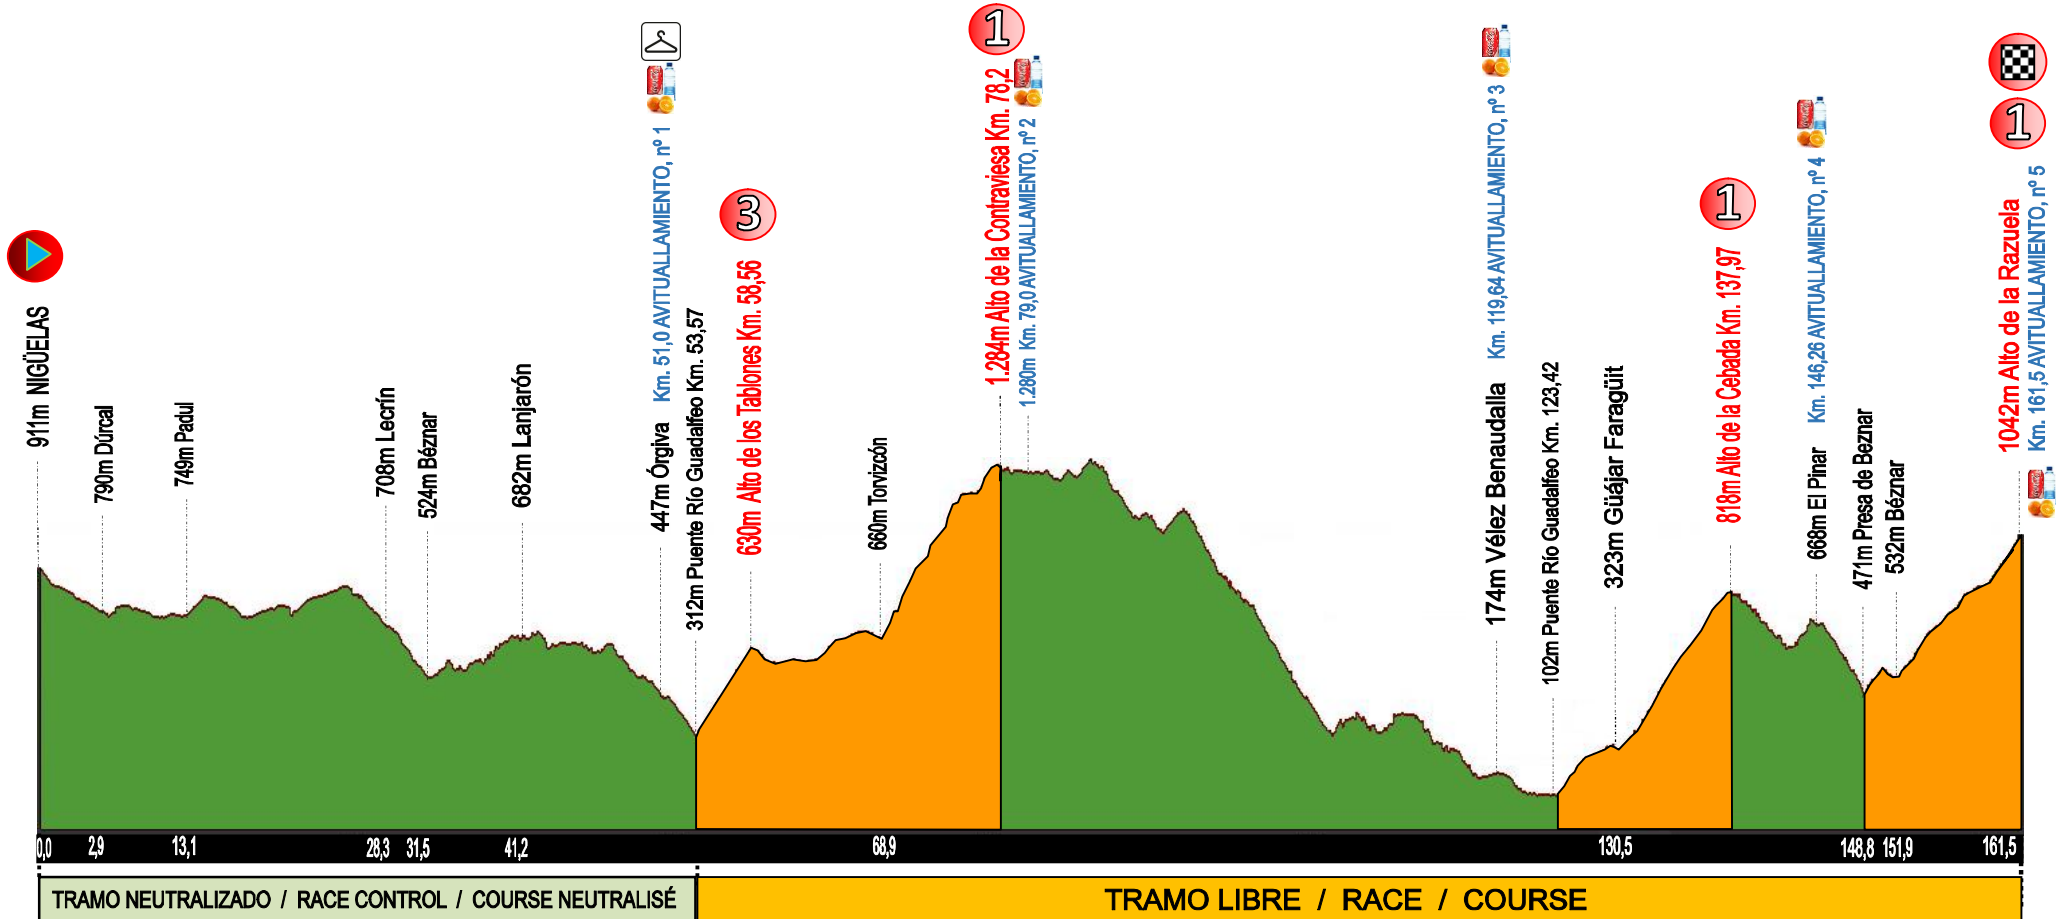 911m NIGÜELAS
790m Dúrcal
749m Padul
708m Lecrín
524m Béznar
682m Lanjarón
447m Órgiva
Km. 51,0 AVITUALLAMIENTO, nº 1
312m Puente Río Guadalfeo Km. 53,57
3
630m Alto de los Tablones Km. 58,56
660m Torvizcón
1
1.284m Alto de la Contraviesa Km. 78,2
1.280m Km. 79,0 AVITUALLAMIENTO, nº 2
174m Vélez Benaudalla
Km. 119,64 AVITUALLAMIENTO, nº 3
102m Puente Río Guadalfeo Km. 123,42
323m Güájar Faragüit
1
818m Alto de la Cebada Km. 137,97
668m El Pinar
Km. 146,26 AVITUALLAMIENTO, nº 4
471m Presa de Beznar
532m Béznar
1
1042m Alto de la Razuela
Km. 161,5 AVITUALLAMIENTO, nº 5
0,0 2,9 13,1 28,3 31,5 41,2 68,9 130,5 148,8 151,9 161,5
TRAMO NEUTRALIZADO / RACE CONTROL / COURSE NEUTRALISÉ
TRAMO LIBRE / RACE / COURSE